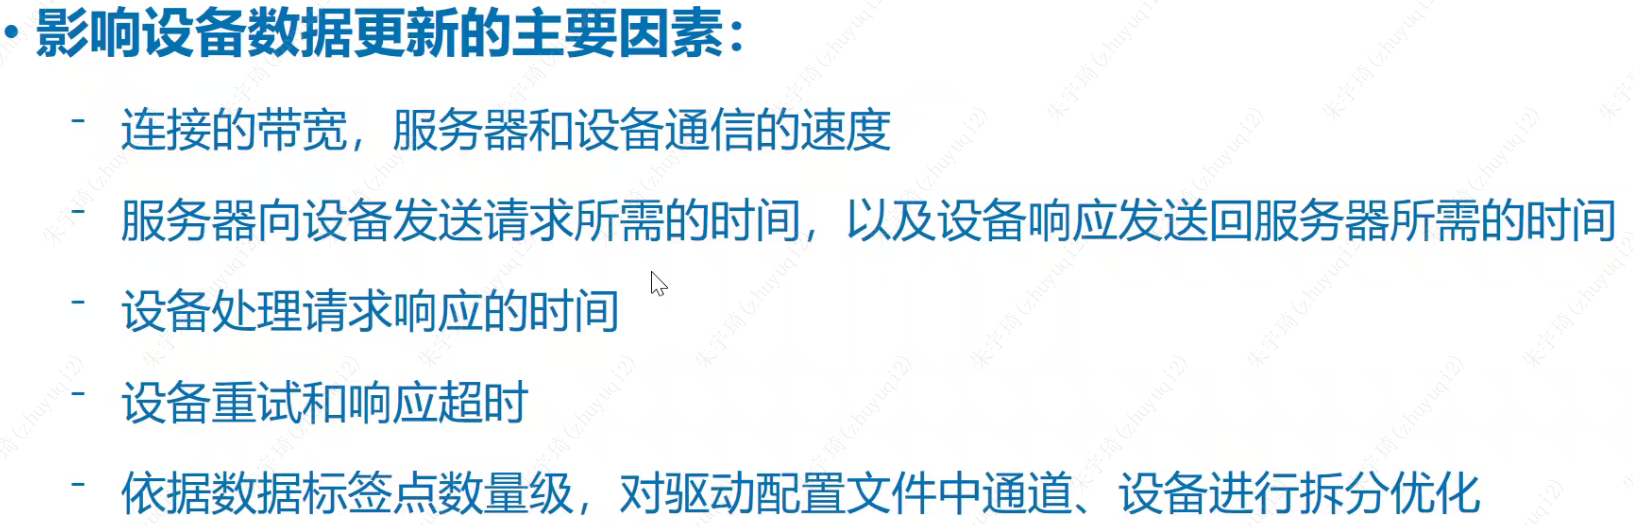 • 影响设备数据更新的主要因素：
- 连接的带宽，服务器和设备通信的速度
- 服务器向设备发送请求所需的时间，以及设备响应发送回服务器所需的时间
- 设备处理请求响应的时间
- 设备重试和响应超时
- 依据数据标签点数量级，对驱动配置文件中通道、设备进行拆分优化
朱宇琦(zhuyuqi2)